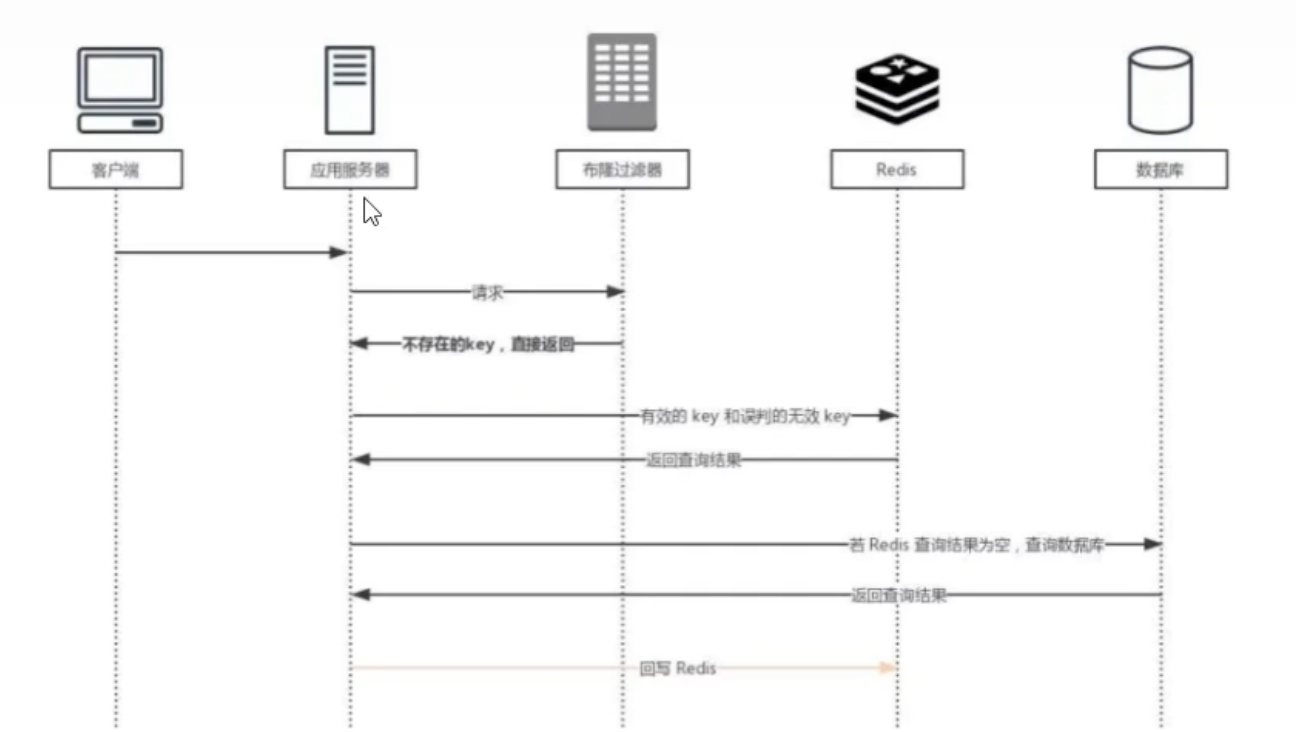 客户端
应用服务器
布隆过滤器
Redis
数据库
请求
不存在的key，直接返回
有效的 key 和误判的无效 key
返回查询结果
若 Redis 查询结果为空，查询数据库
返回查询结果
回写 Redis